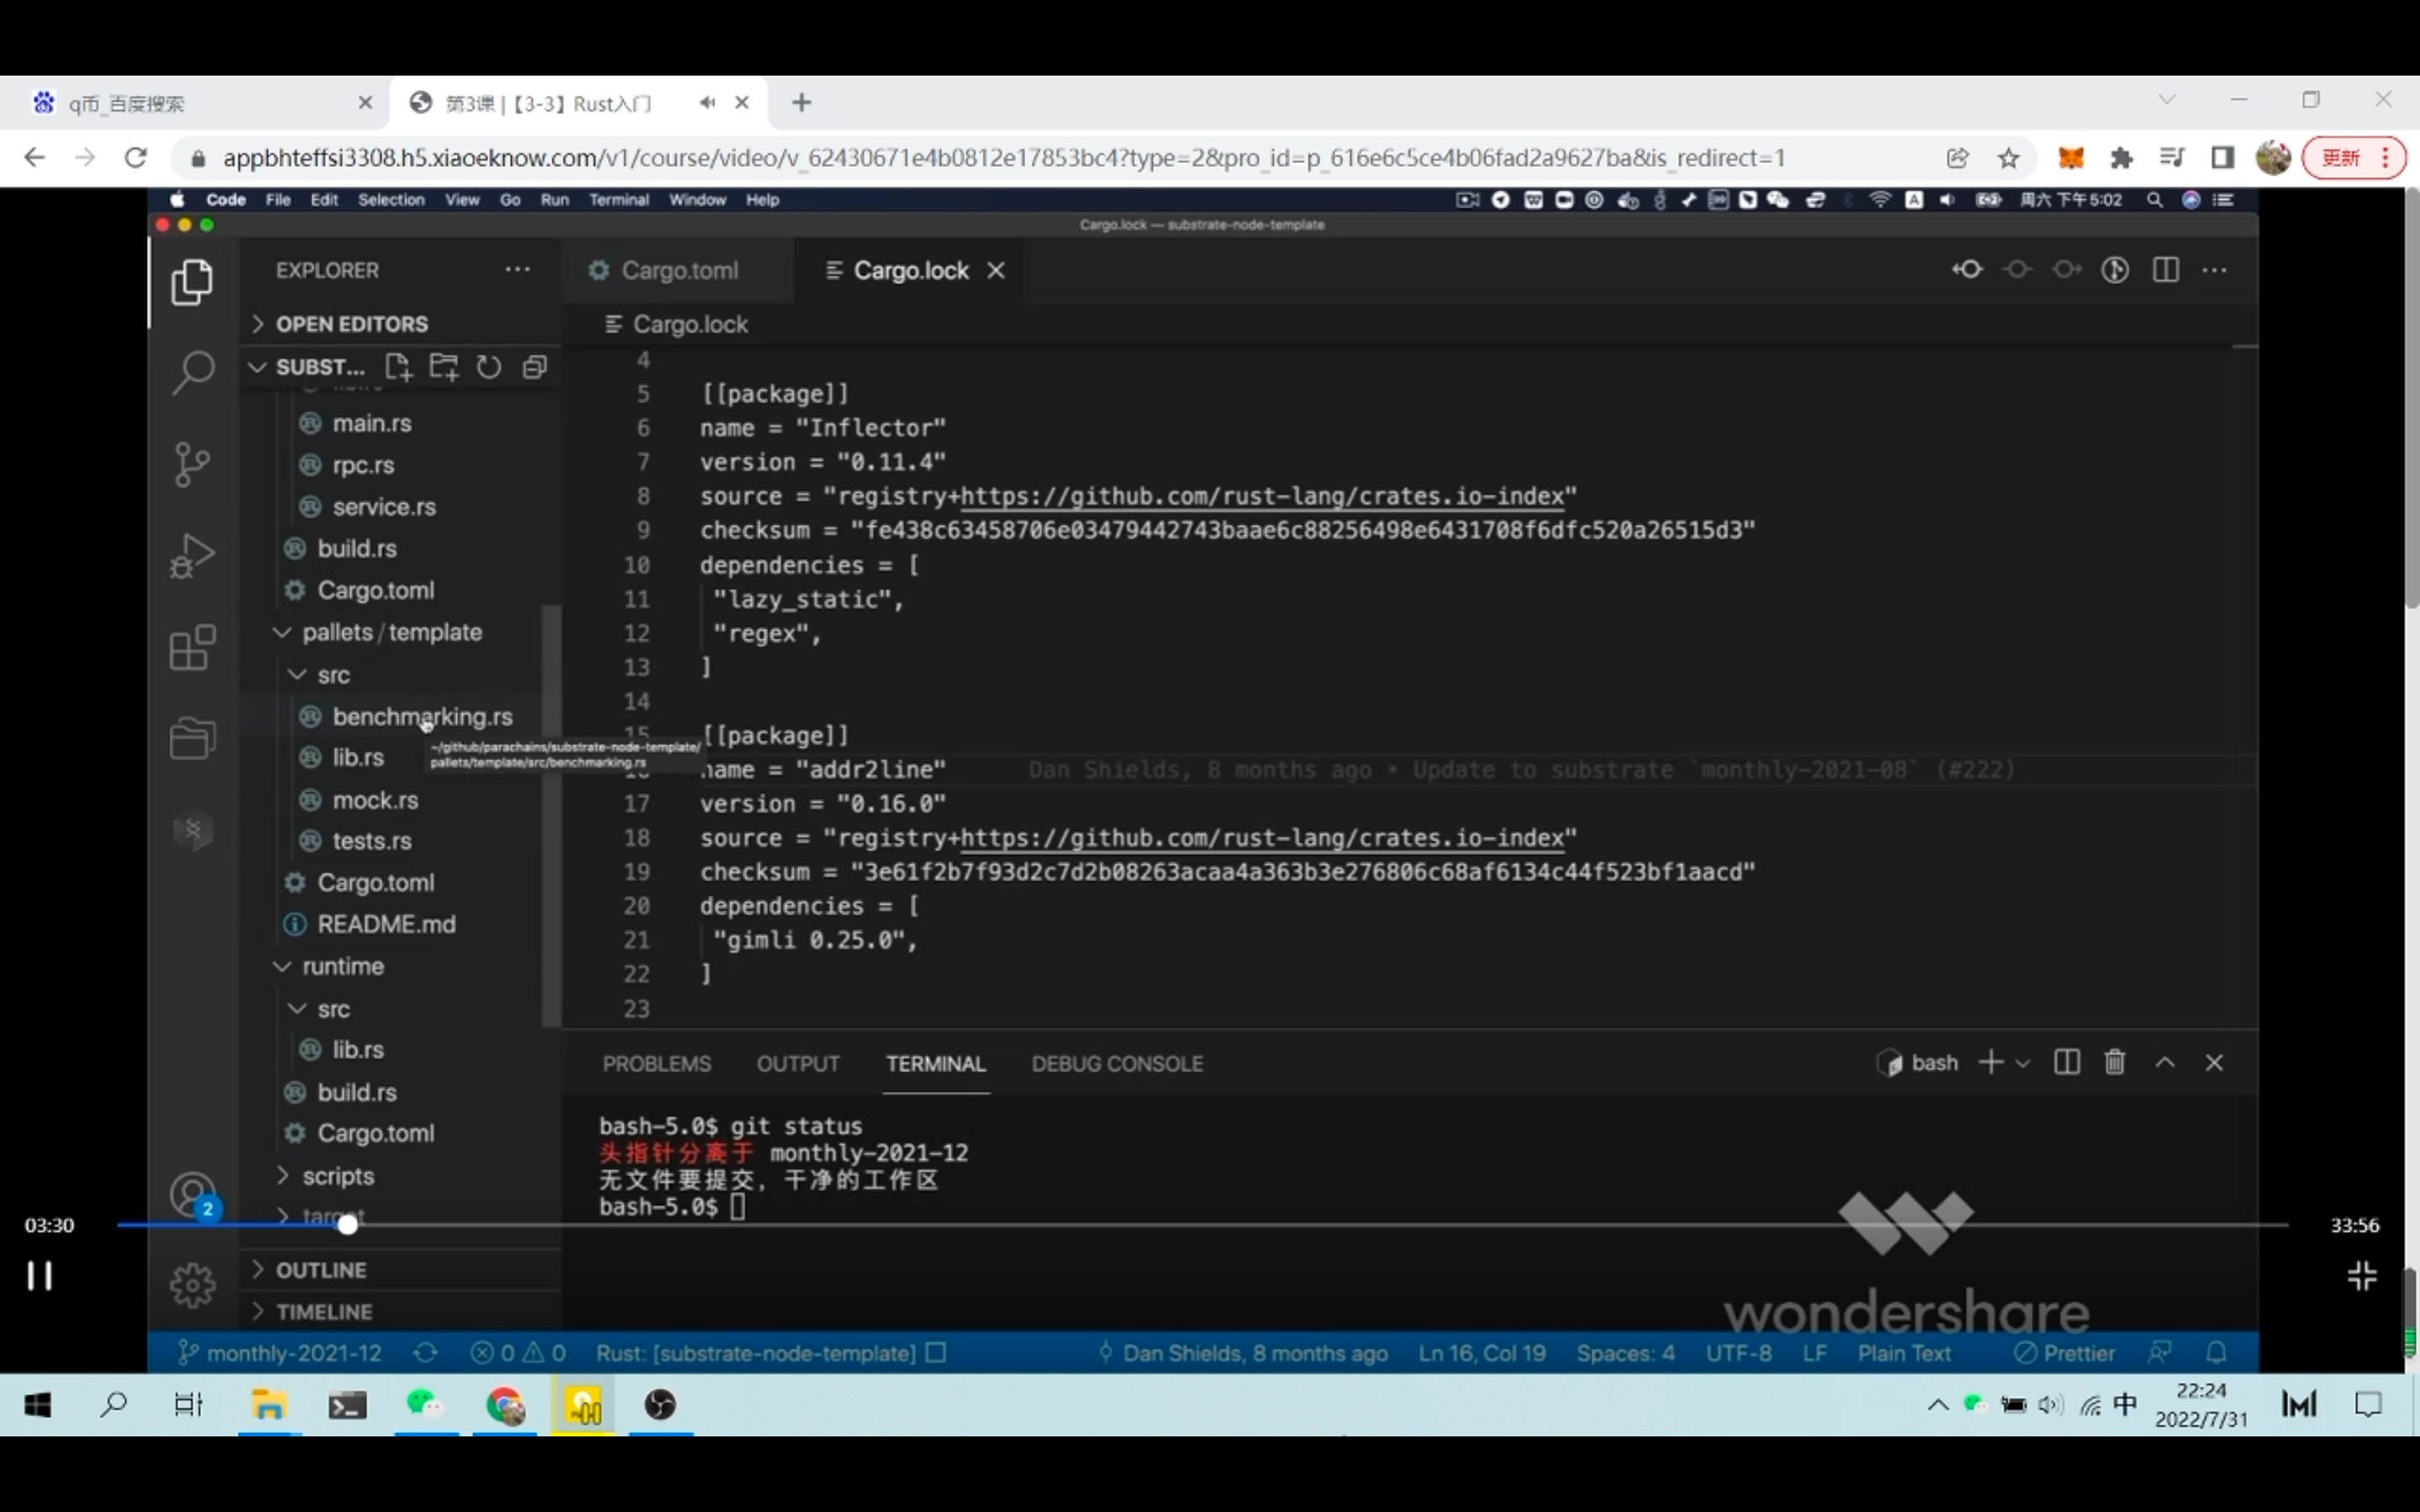 q币_百度搜索
第3课 |【3-3】Rust入门
appbhteffsi3308.h5.xiaoeknow.com/v1/course/video/v_62430671e4b0812e17853bc4?type=2&pro_id=p_616e6c5ce4b06fad2a9627ba&is_redirect=1
更新
Code File Edit Selection View Go Run Terminal Window Help
周六 下午5:02
Cargo.lock — substrate-node-template
EXPLORER
Cargo.toml
Cargo.lock
OPEN EDITORS
Cargo.lock
SUBST...
main.rs
rpc.rs
service.rs
build.rs
Cargo.toml
pallets / template
src
benchmarking.rs
lib.rs
~/github/parachains/substrate-node-template/
pallets/template/src/benchmarking.rs
mock.rs
tests.rs
Cargo.toml
README.md
runtime
src
lib.rs
build.rs
Cargo.toml
scripts
target
OUTLINE
TIMELINE
4
5 [[package]]
6 name = "Inflector"
7 version = "0.11.4"
8 source = "registry+https://github.com/rust-lang/crates.io-index"
9 checksum = "fe438c63458706e03479442743baae6c88256498e6431708f6dfc520a26515d3"
10 dependencies = [
11 "lazy_static",
12 "regex",
13 ]
14
15 [[package]]
name = "addr2line" Dan Shields, 8 months ago • Update to substrate `monthly-2021-08` (#222)
17 version = "0.16.0"
18 source = "registry+https://github.com/rust-lang/crates.io-index"
19 checksum = "3e61f2b7f93d2c7d2b08263acaa4a363b3e276806c68af6134c44f523bf1aacd"
20 dependencies = [
21 "gimli 0.25.0",
22 ]
23
PROBLEMS OUTPUT TERMINAL DEBUG CONSOLE
bash
bash-5.0$ git status
头指针分离于 monthly-2021-12
无文件要提交，干净的工作区
bash-5.0$
2
03:30
33:56
wondershare
monthly-2021-12 0 0 Rust: [substrate-node-template]
Dan Shields, 8 months ago Ln 16, Col 19 Spaces: 4 UTF-8 LF Plain Text Prettier
中
22:24
2022/7/31